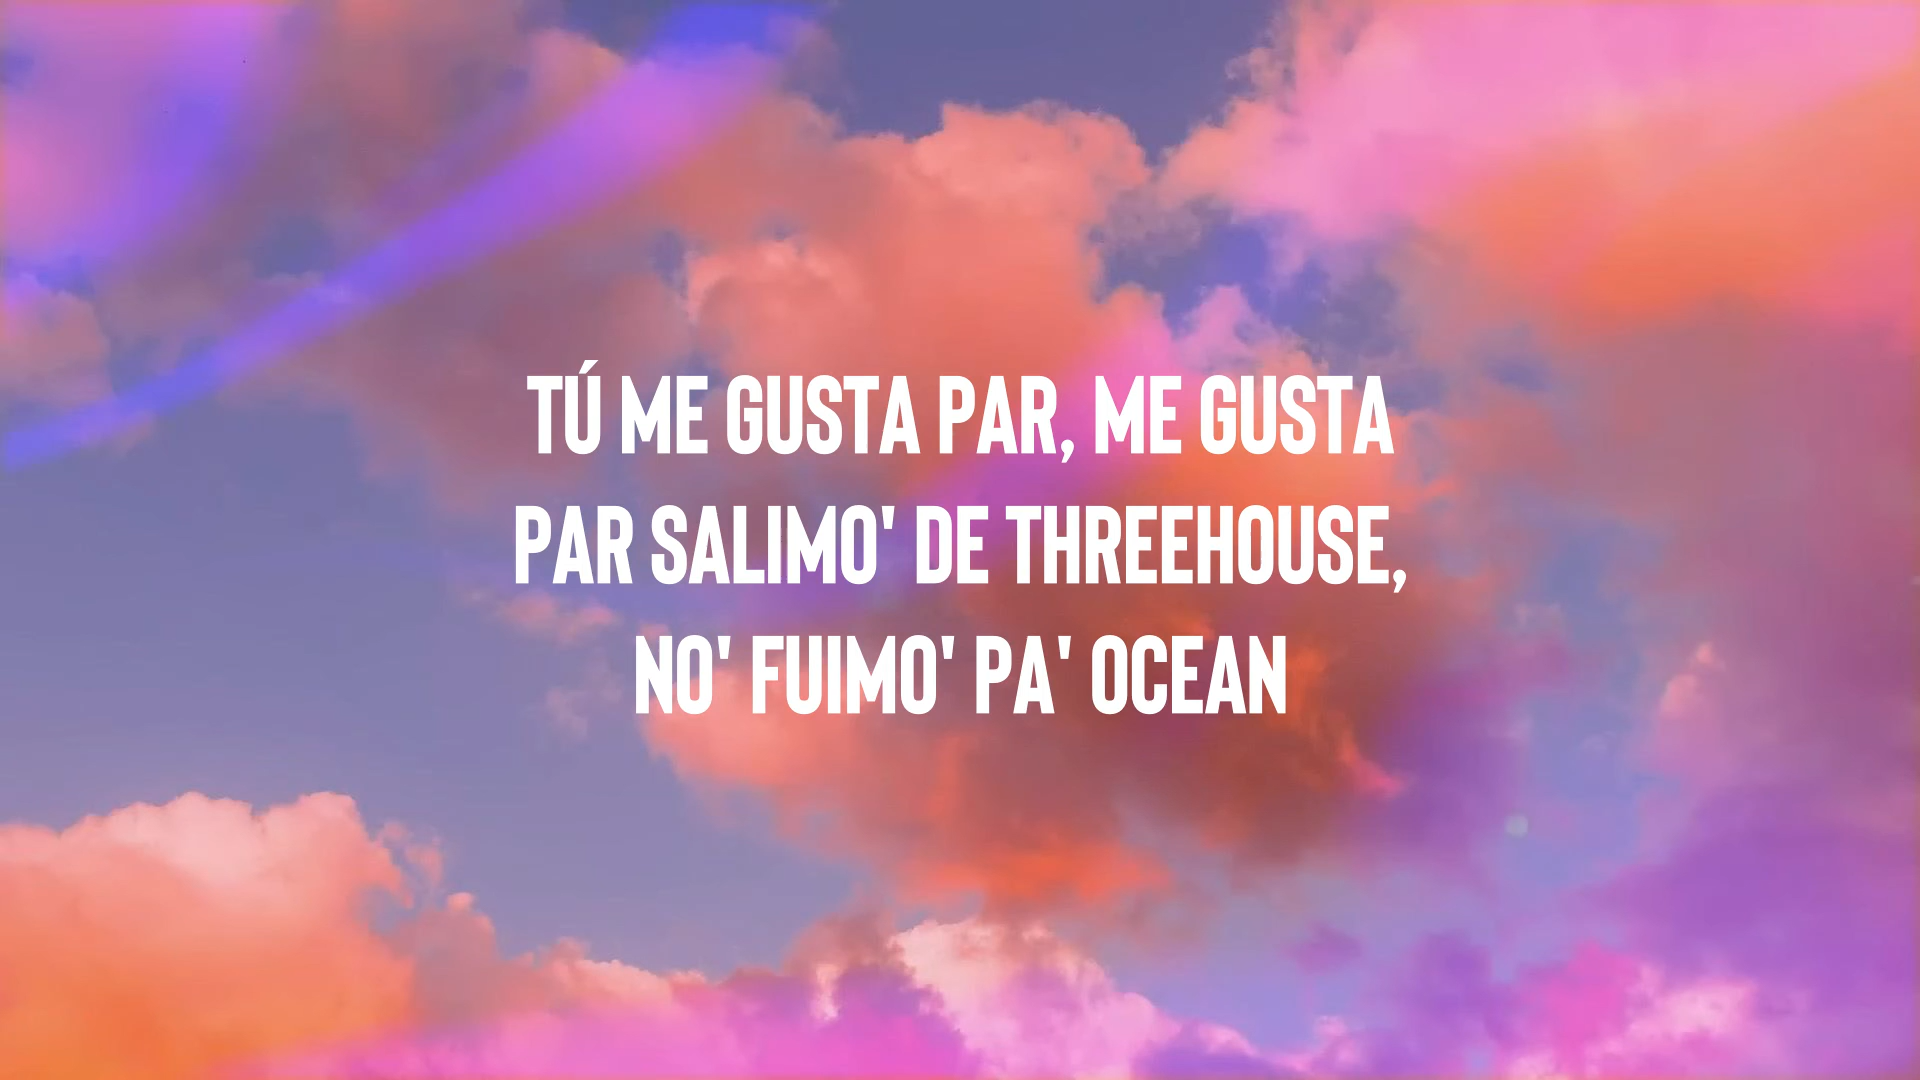 TÚ ME GUSTA PAR, ME GUSTA
PAR SALIMO' DE THREEHOUSE,
NO' FUIMO' PA' OCEAN